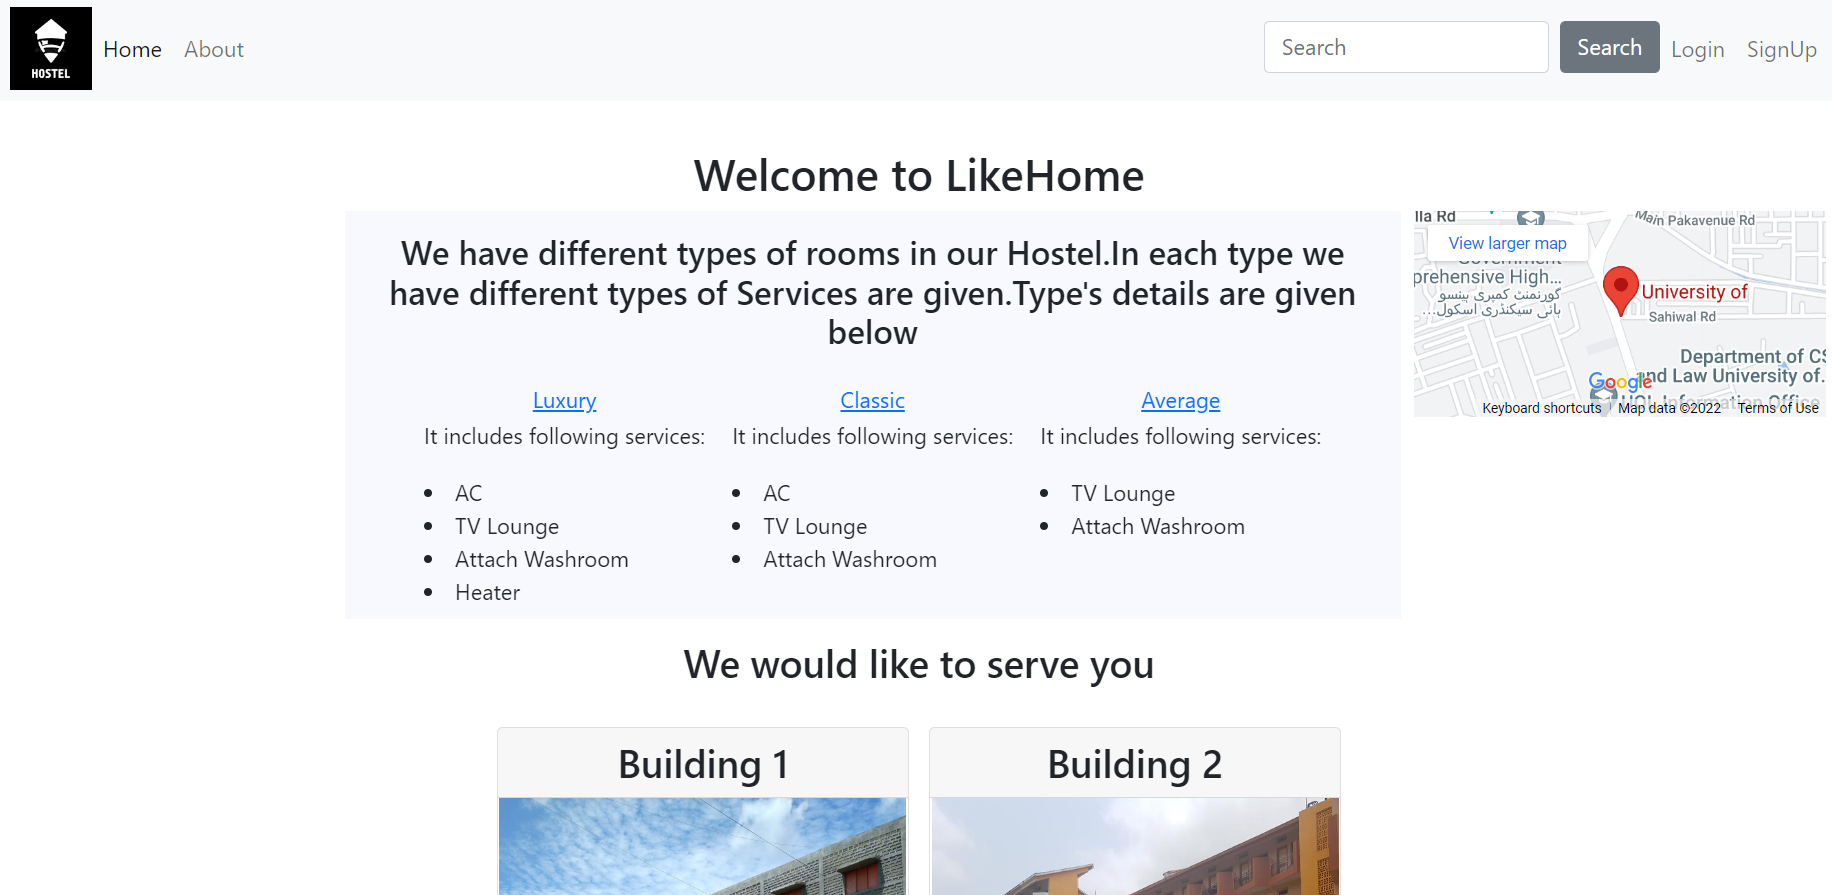 HOSTEL
Home About
Search
Search
Login SignUp
Welcome to LikeHome
We have different types of rooms in our Hostel.In each type we
have different types of Services are given.Type's details are given
below
Luxury
It includes following services:
AC
TV Lounge
Attach Washroom
Heater
Classic
It includes following services:
AC
TV Lounge
Attach Washroom
Average
It includes following services:
TV Lounge
Attach Washroom
lla Rd
Main Pakavenue Rd
View larger map
Government
prehensive High...
گورنمنٹ کمپری ہینسو
ہائی سیکنڈری اسکول...
University of
Sahiwal Rd
Department of CS
and Law University of...
Google
UOL Information Office
Keyboard shortcuts Map data ©2022 Terms of Use
We would like to serve you
Building 1
Building 2